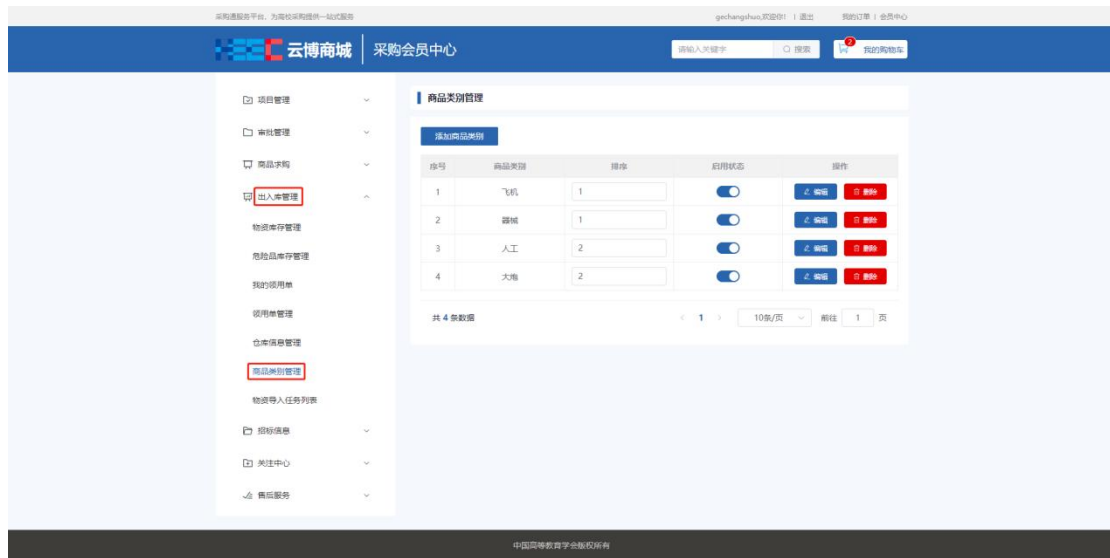 采购通服务平台，为高校采购提供一站式服务 gechangshuo,欢迎你! | 退出 我的订单 | 会员中心
云博商城 采购会员中心 请输入关键字 搜索 2 我的购物车
项目管理
审批管理
商品求购
出入库管理
物资库存管理
危险品库存管理
我的领用单
领用单管理
仓库信息管理
商品类别管理
物资导入任务列表
招标信息
关注中心
售后服务
商品类别管理
添加商品类别
序号 商品类别 排序 启用状态 操作
1 飞机 1 编辑 删除
2 器械 1 编辑 删除
3 人工 2 编辑 删除
4 大炮 2 编辑 删除
共 4 条数据 < 1 > 10条/页 前往 1 页
中国高等教育学会版权所有